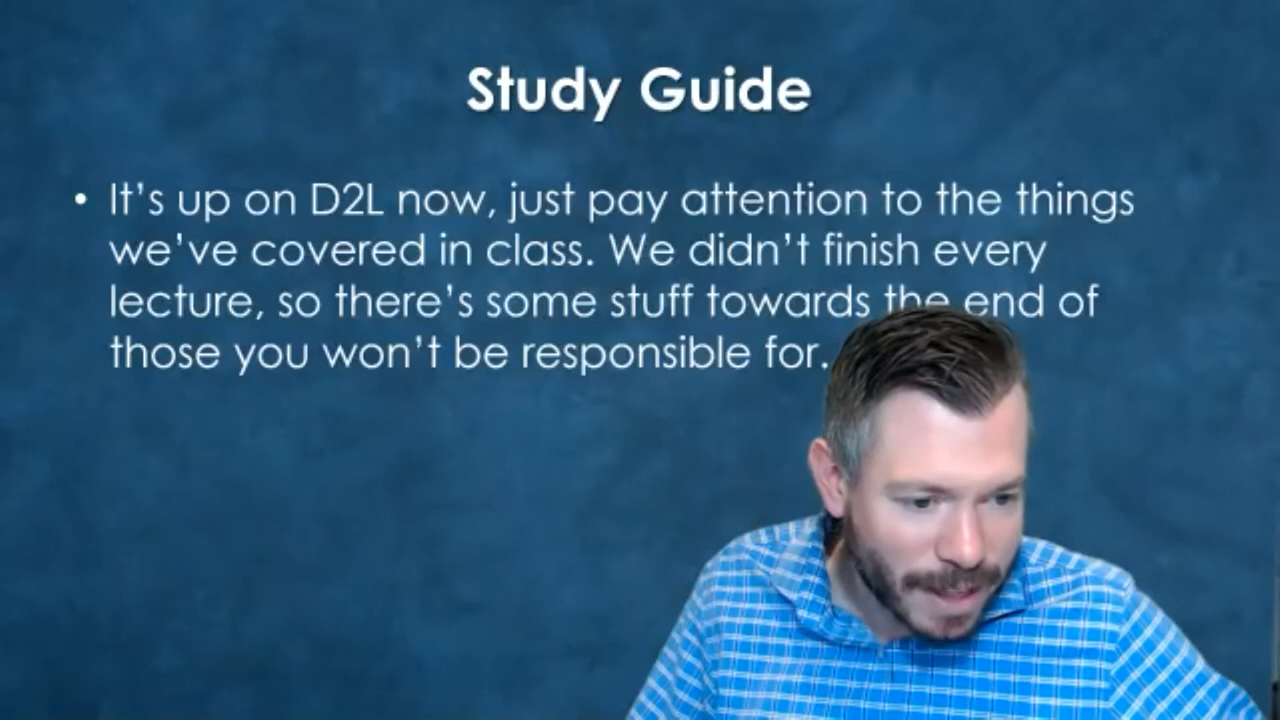 Study Guide
• It's up on D2L now, just pay attention to the things
we've covered in class. We didn't finish every
lecture, so there's some stuff towards the end of
those you won't be responsible for.